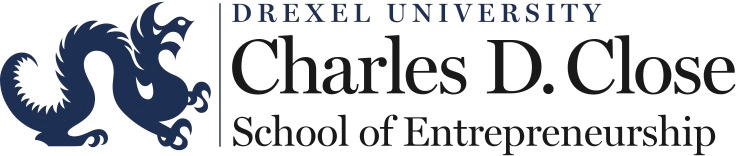 DREXEL UNIVERSITY
Charles D. Close
School of Entrepreneurship